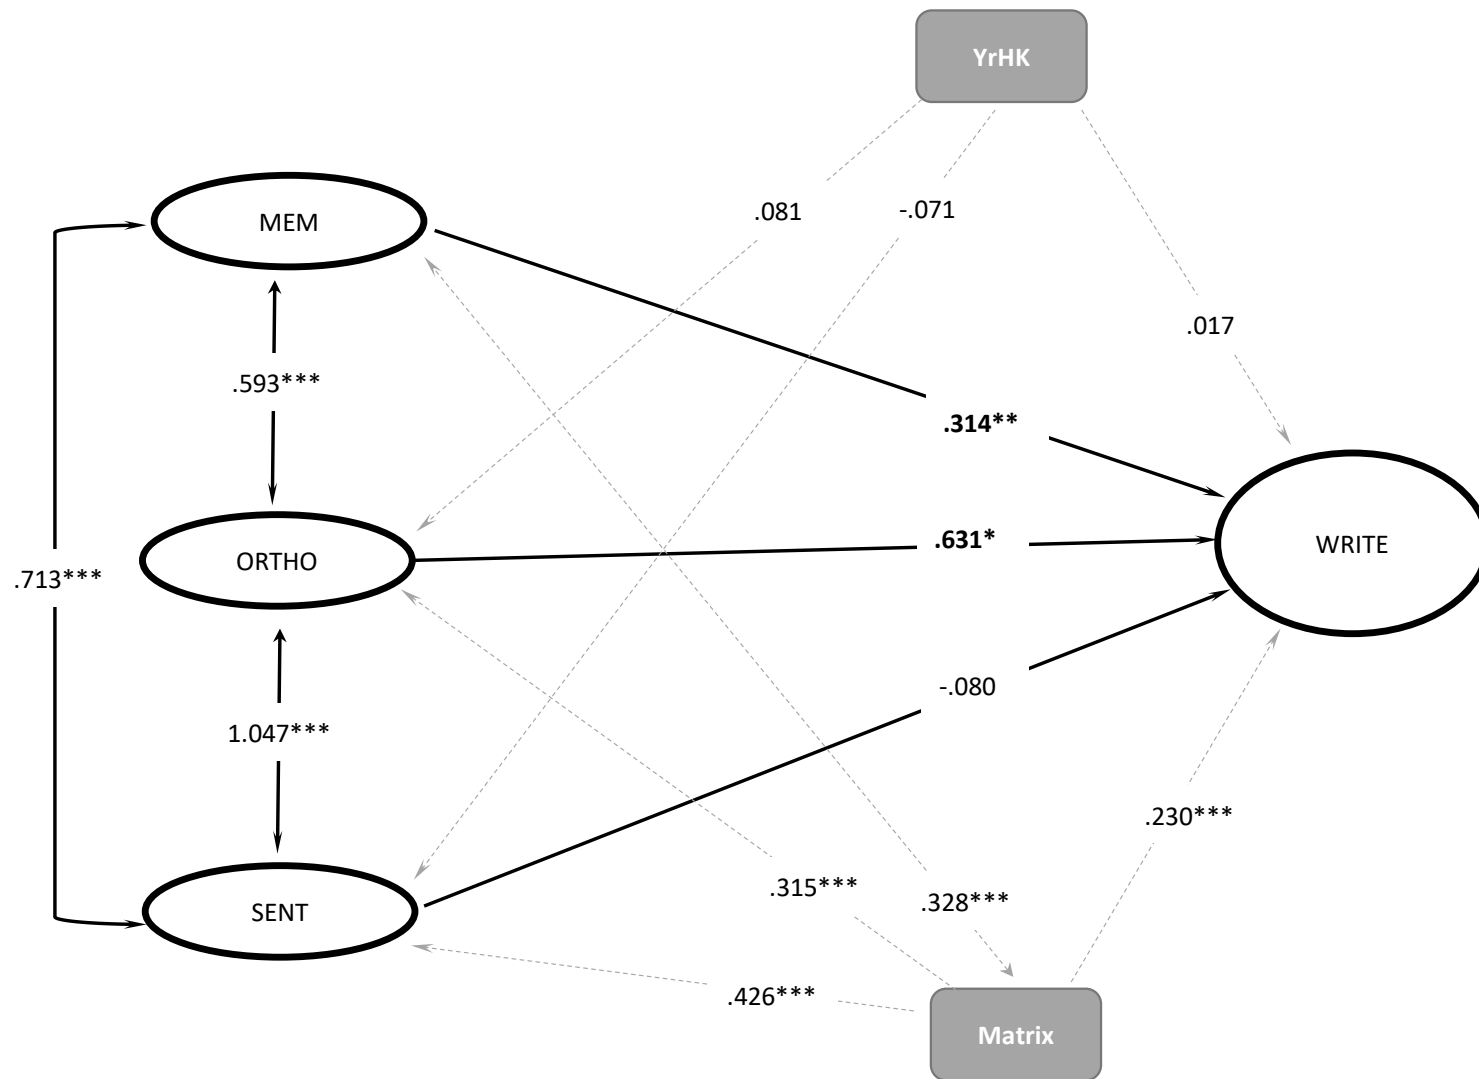 YrHK
MEM
.081
-.071
.017
.593***
.314**
.631*
ORTHO
WRITE
.713***
-.080
1.047***
.230***
.315***
.328***
SENT
.426***
Matrix